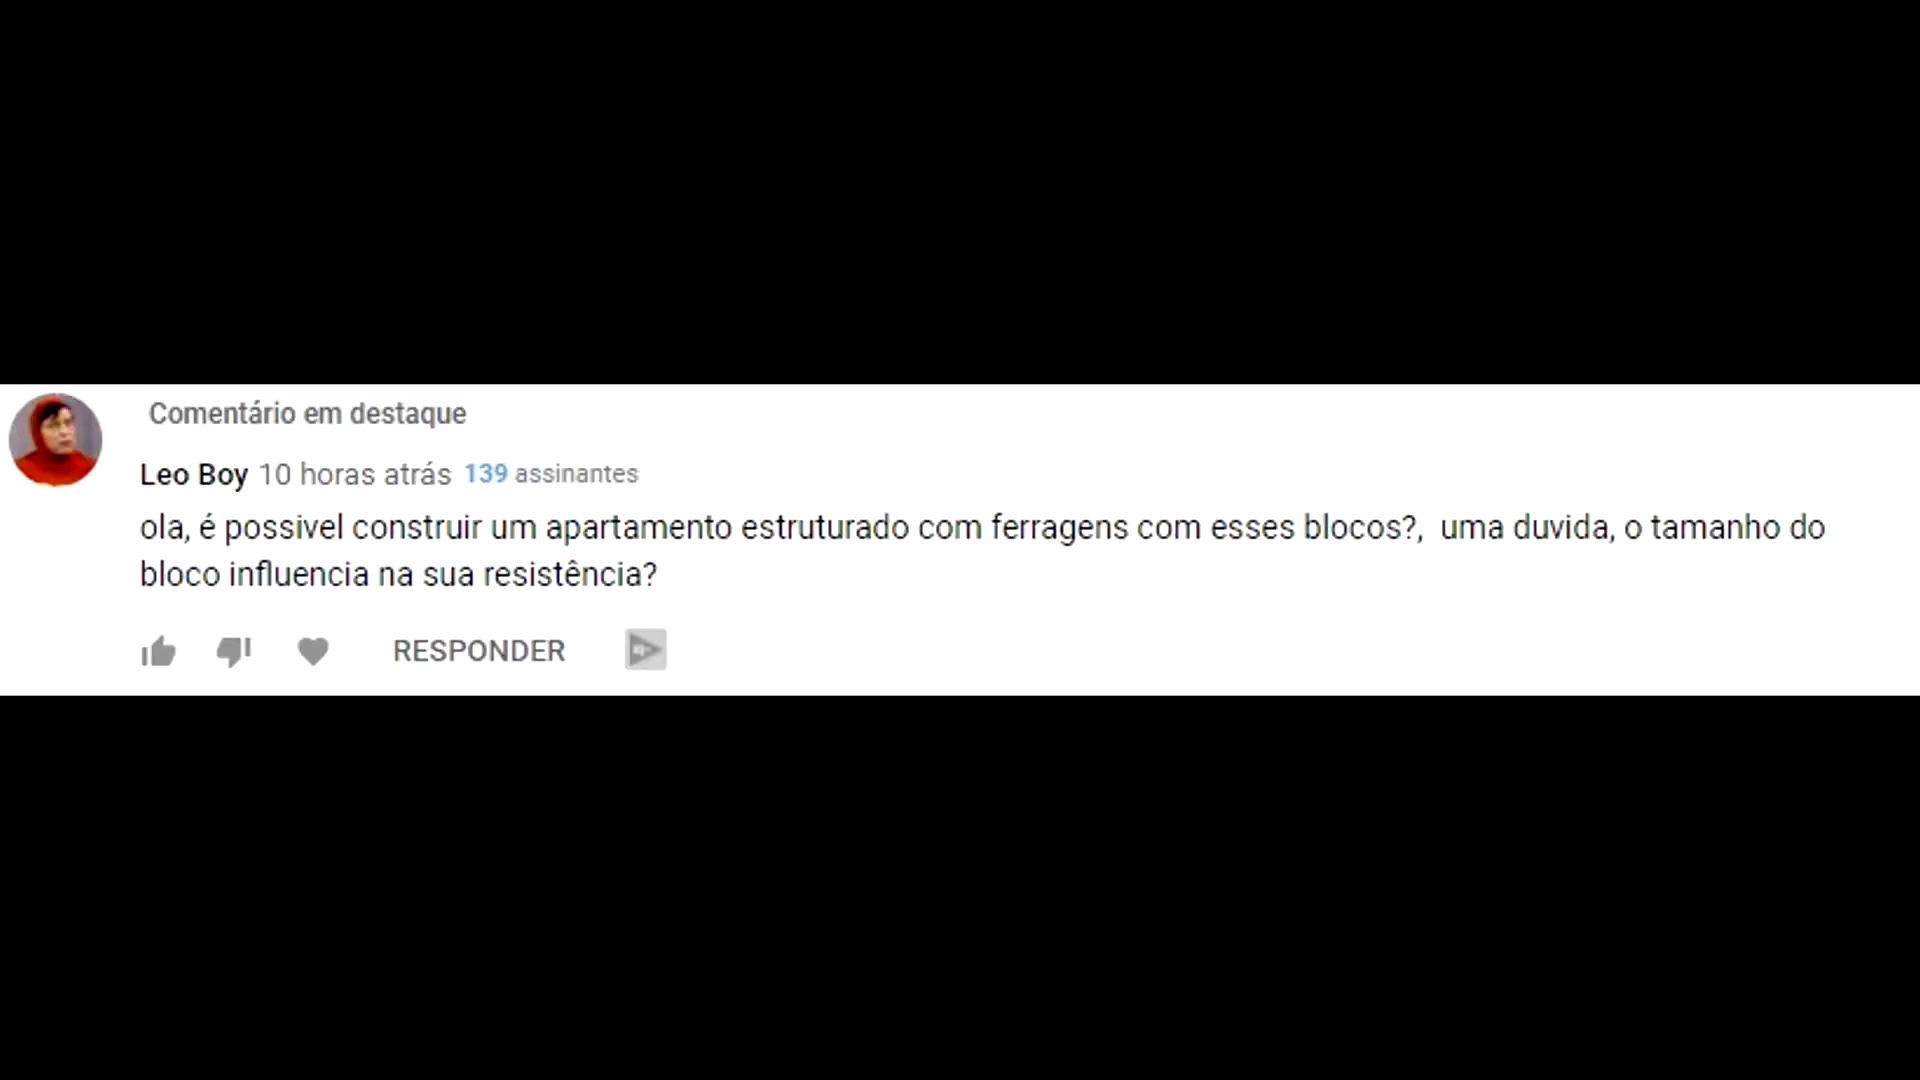 Comentário em destaque
Leo Boy 10 horas atrás 139 assinantes
ola, é possivel construir um apartamento estruturado com ferragens com esses blocos?,  uma duvida, o tamanho do
bloco influencia na sua resistência?
RESPONDER